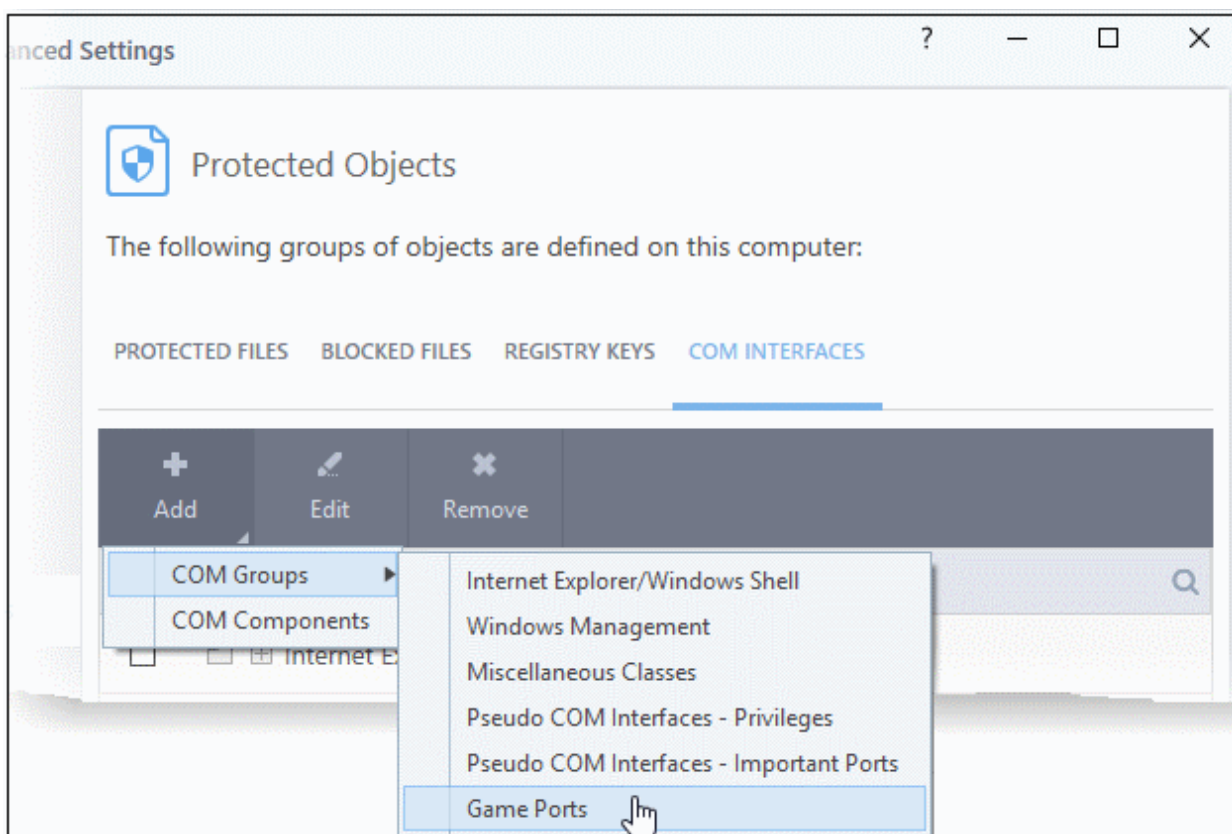 anced Settings ?
Protected Objects
The following groups of objects are defined on this computer:
PROTECTED FILES BLOCKED FILES REGISTRY KEYS COM INTERFACES
Add Edit Remove
COM Groups
COM Components
Internet Ex
Internet Explorer/Windows Shell
Windows Management
Miscellaneous Classes
Pseudo COM Interfaces - Privileges
Pseudo COM Interfaces - Important Ports
Game Ports